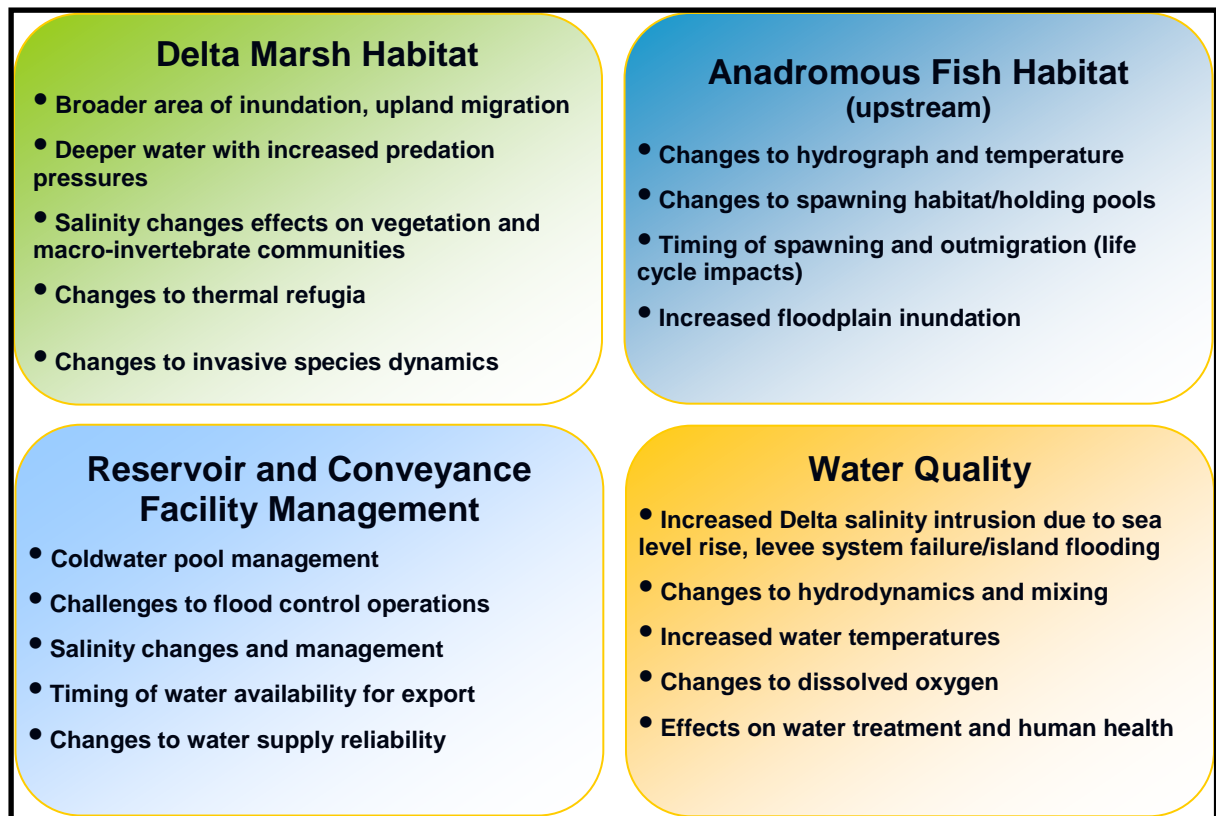 Delta Marsh Habitat
• Broader area of inundation, upland migration
• Deeper water with increased predation
pressures
• Salinity changes effects on vegetation and
macro-invertebrate communities
• Changes to thermal refugia
• Changes to invasive species dynamics
Anadromous Fish Habitat
(upstream)
• Changes to hydrograph and temperature
• Changes to spawning habitat/holding pools
• Timing of spawning and outmigration (life
cycle impacts)
• Increased floodplain inundation
Reservoir and Conveyance
Facility Management
• Coldwater pool management
• Challenges to flood control operations
• Salinity changes and management
• Timing of water availability for export
• Changes to water supply reliability
Water Quality
• Increased Delta salinity intrusion due to sea
level rise, levee system failure/island flooding
• Changes to hydrodynamics and mixing
• Increased water temperatures
• Changes to dissolved oxygen
• Effects on water treatment and human health